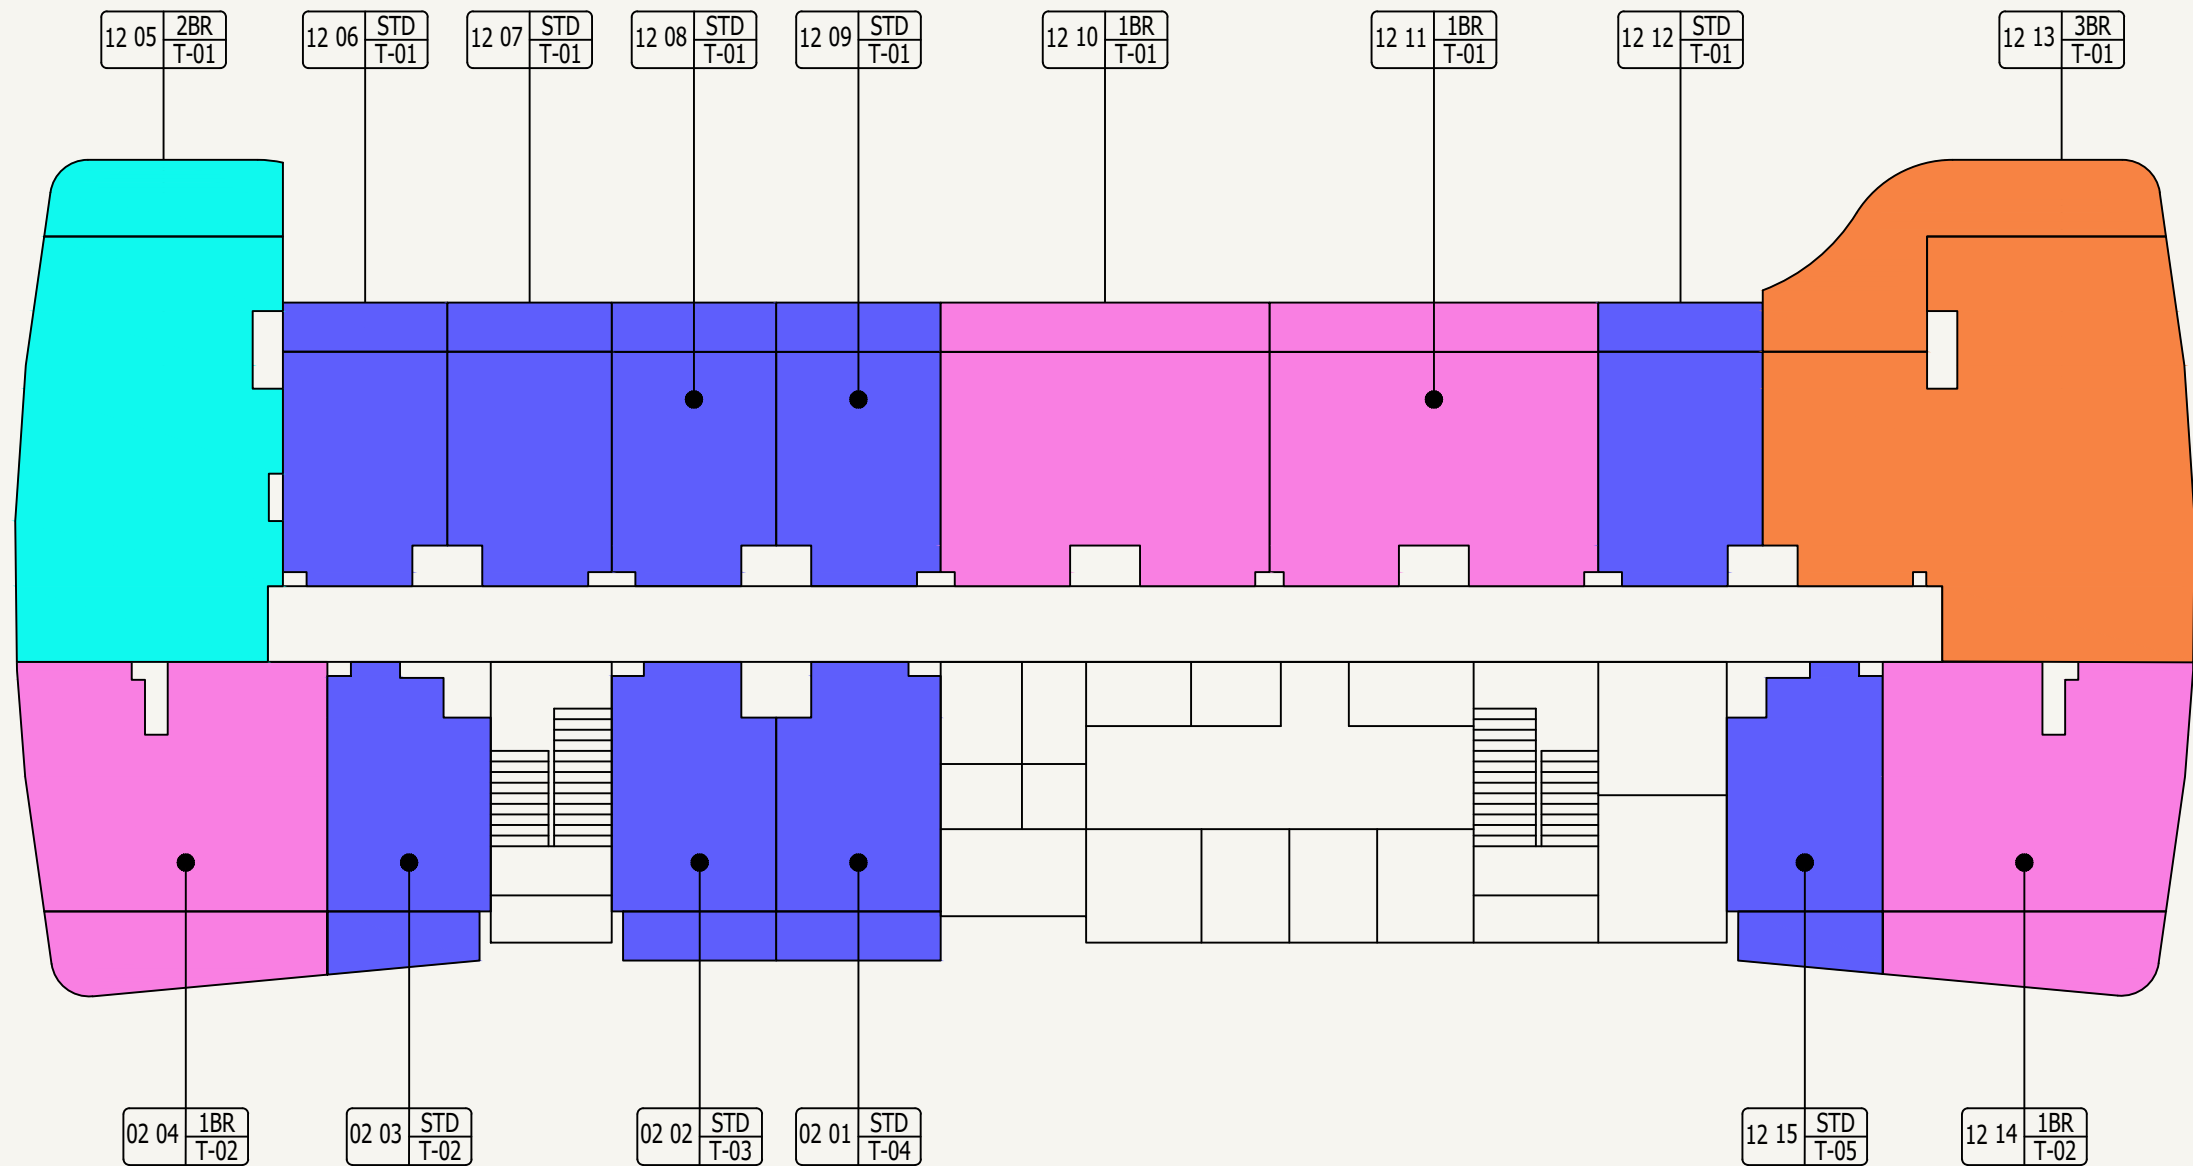 12 05 2BR T-01
12 06 STD T-01
12 07 STD T-01
12 08 STD T-01
12 09 STD T-01
12 10 1BR T-01
12 11 1BR T-01
12 12 STD T-01
12 13 3BR T-01
02 04 1BR T-02
02 03 STD T-02
02 02 STD T-03
02 01 STD T-04
12 15 STD T-05
12 14 1BR T-02